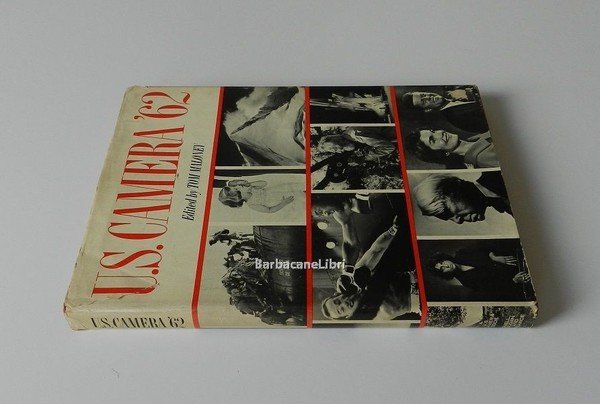 U.S. CAMERA '62
Edited by TOM MALONEY
BarbacaneLibri
U.S. CAMERA '62